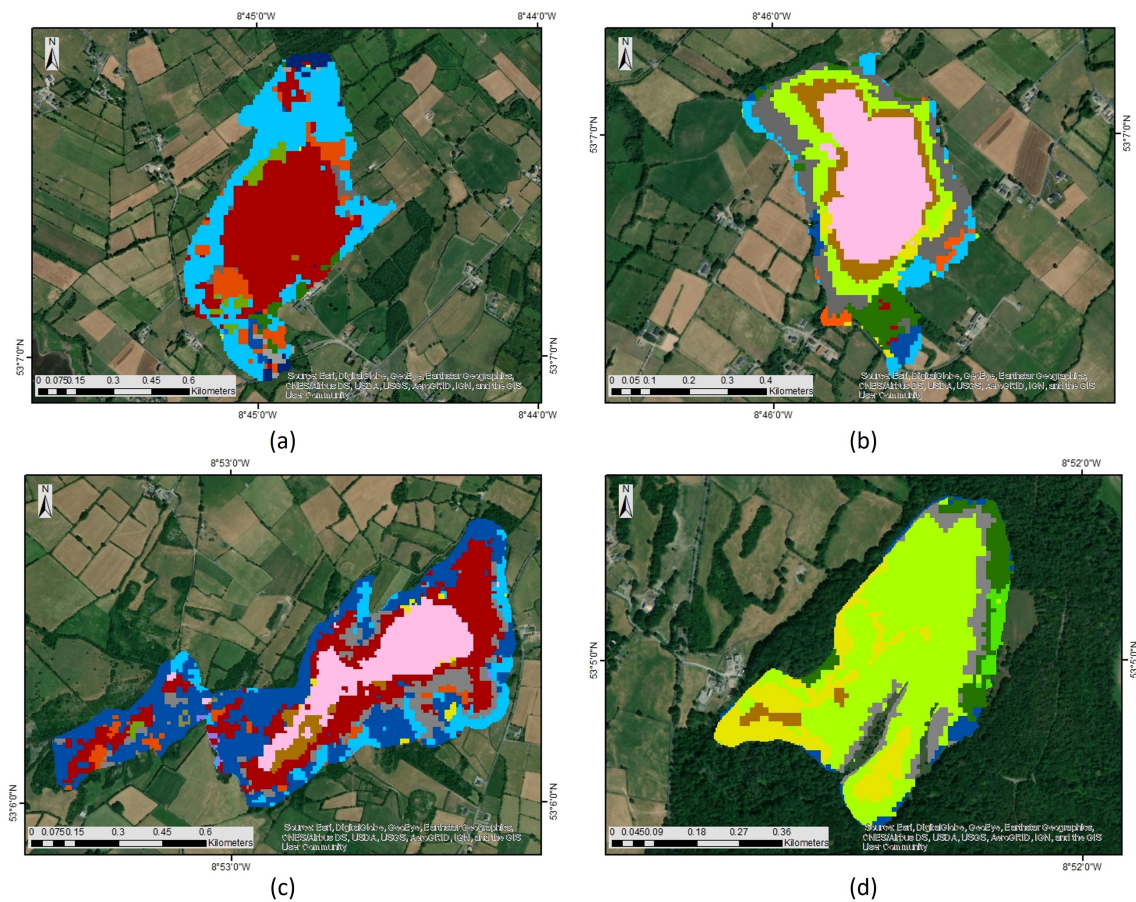 8°45'0"W 8°44'0"W
N
53°7'0"N
0 0.075 0.15 0.3 0.45 0.6
Kilometers
Source: Esri, DigitalGlobe, GeoEye, Earthstar Geographics,
CNES/Airbus DS, USDA, USGS, AeroGRID, IGN, and the GIS
User Community
53°7'0"N
8°45'0"W 8°44'0"W
(a)
8°46'0"W
N
53°7'0"N
53°7'0"N
0 0.05 0.1 0.2 0.3 0.4
Kilometers
Source: Esri, DigitalGlobe, GeoEye, Earthstar Geographics,
CNES/Airbus DS, USDA, USGS, AeroGRID, IGN, and the GIS
User Community
8°46'0"W
(b)
8°53'0"W
N
53°6'0"N
0 0.075 0.15 0.3 0.45 0.6
Kilometers
Source: Esri, DigitalGlobe, GeoEye, Earthstar Geographics,
CNES/Airbus DS, USDA, USGS, AeroGRID, IGN, and the GIS
User Community
53°6'0"N
8°53'0"W
(c)
8°52'0"W
N
53°5'0"N
53°5'0"N
0 0.045 0.09 0.18 0.27 0.36
Kilometers
Source: Esri, DigitalGlobe, GeoEye, Earthstar Geographics,
CNES/Airbus DS, USDA, USGS, AeroGRID, IGN, and the GIS
User Community
8°52'0"W
(d)